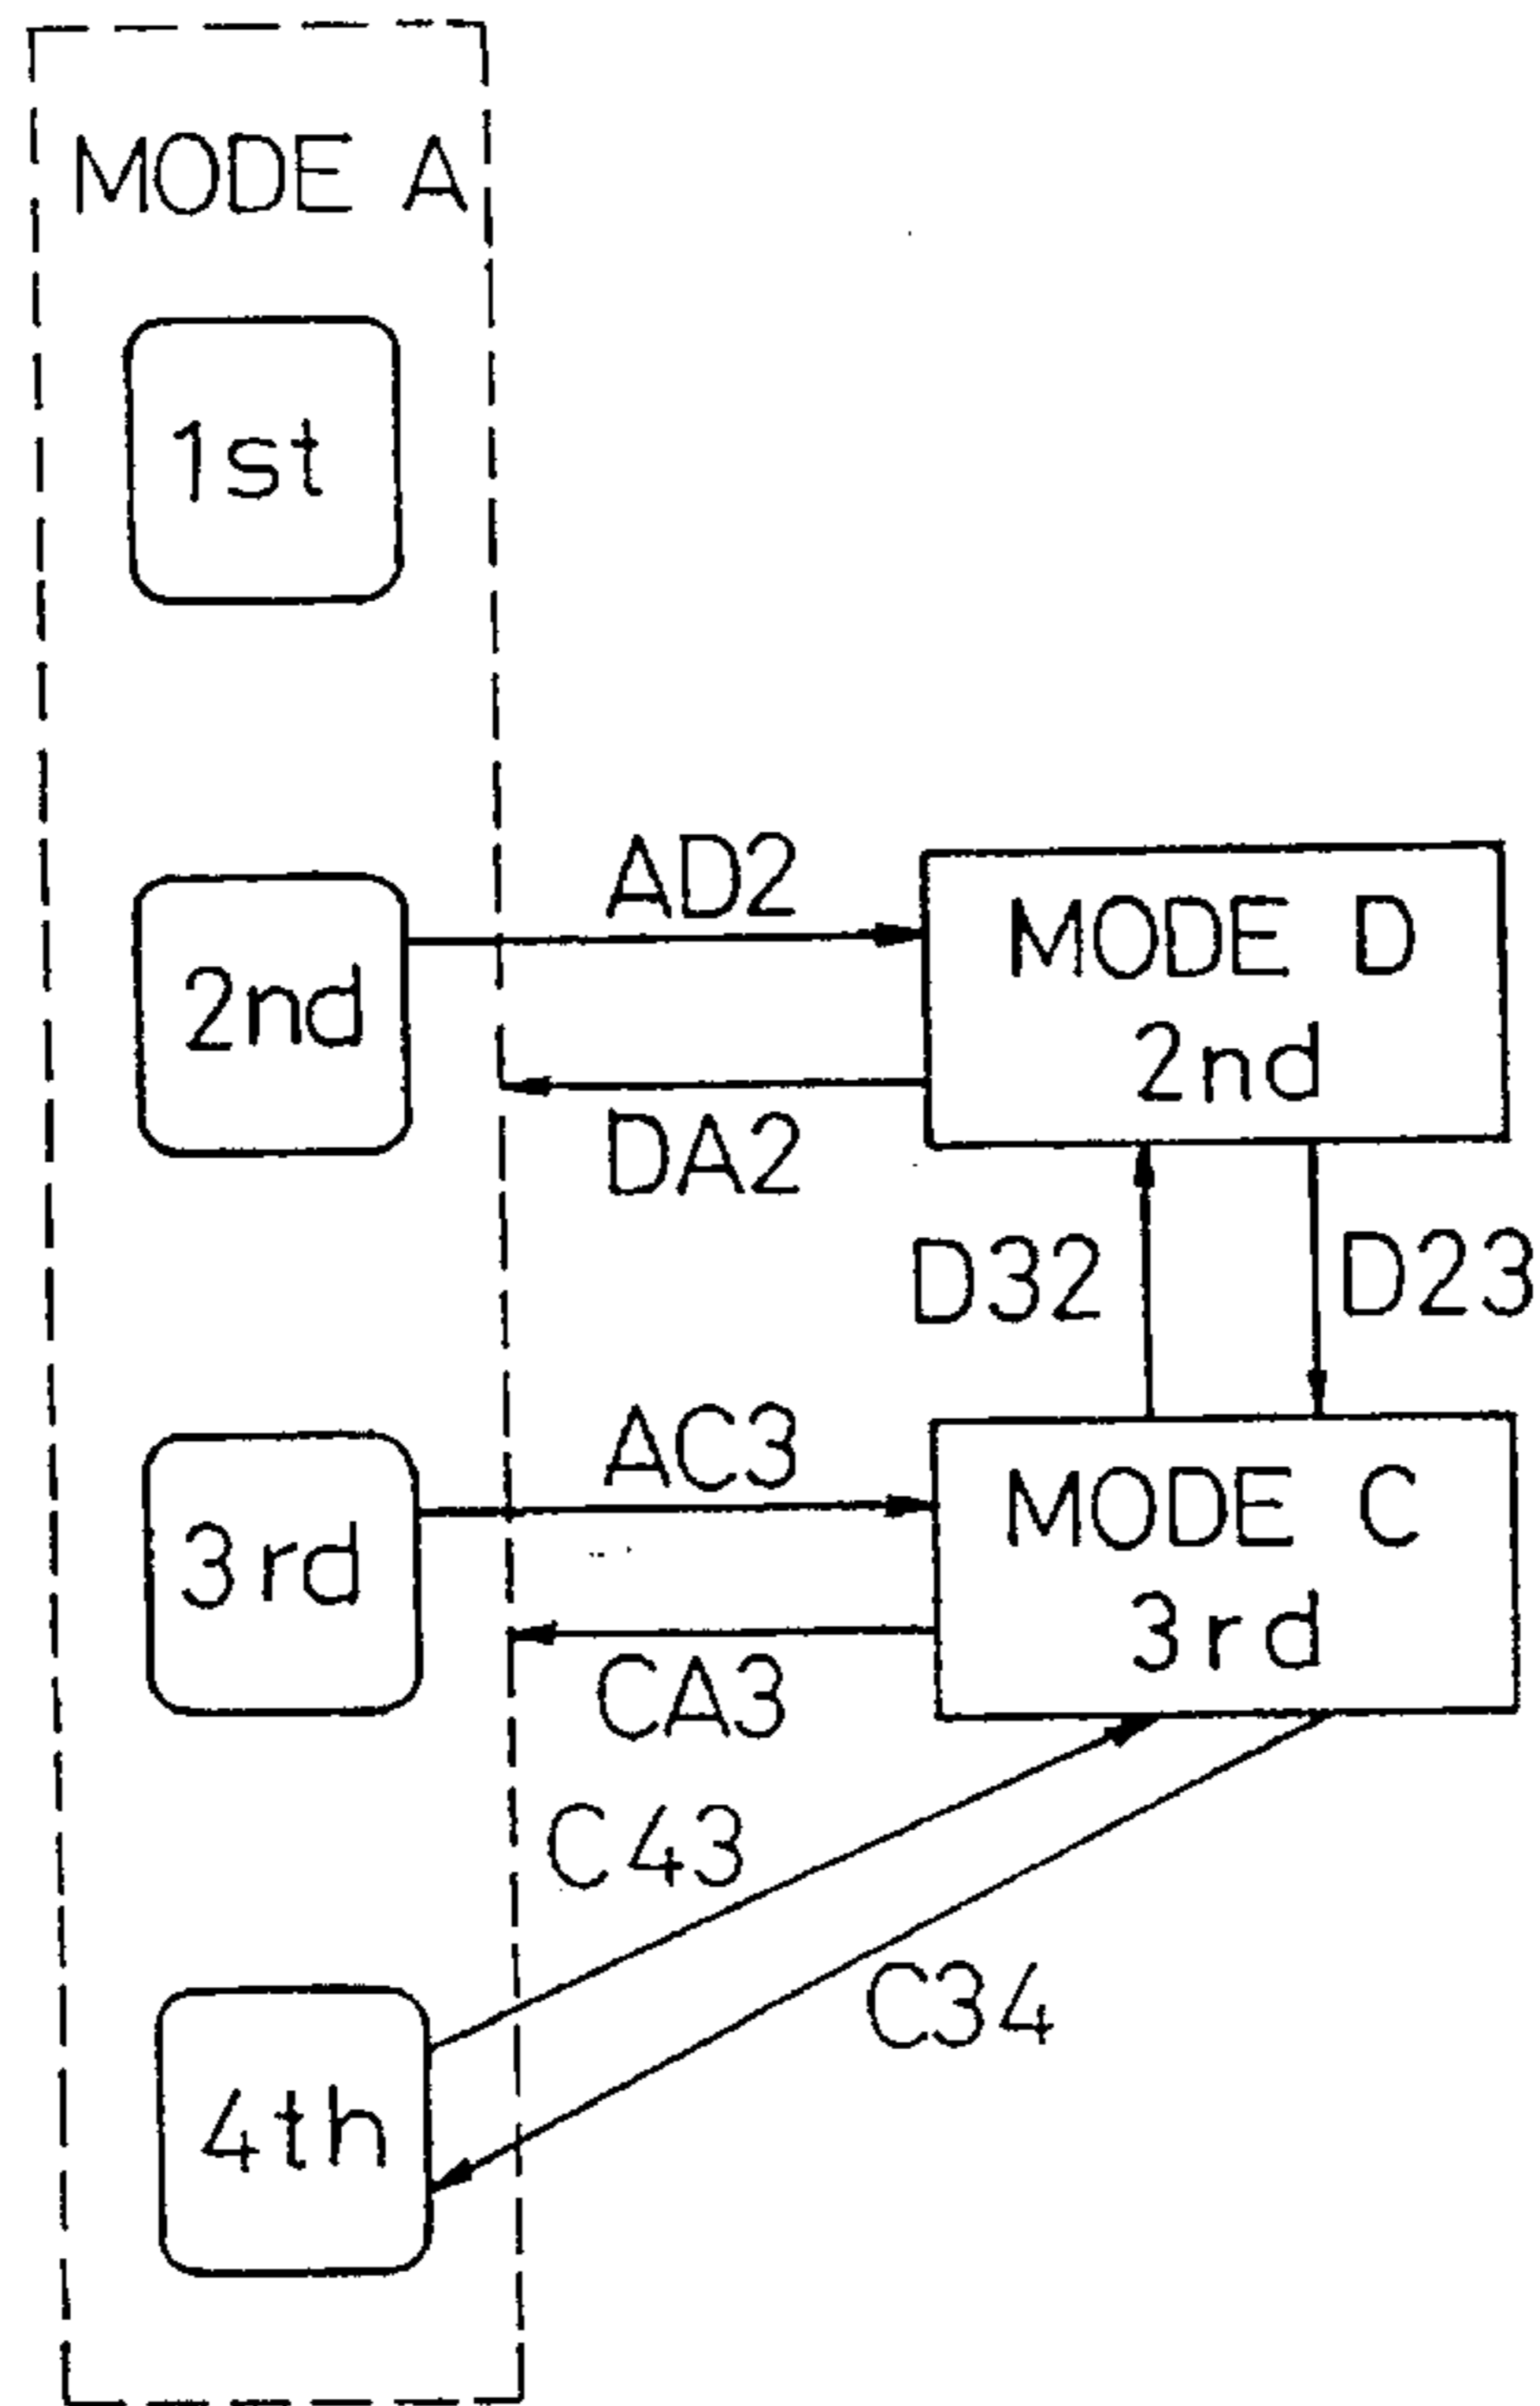 MODE A
1st
2nd
AD2
DA2
MODE D
2nd
D32
D23
3rd
AC3
CA3
MODE C
3rd
C43
C34
4th